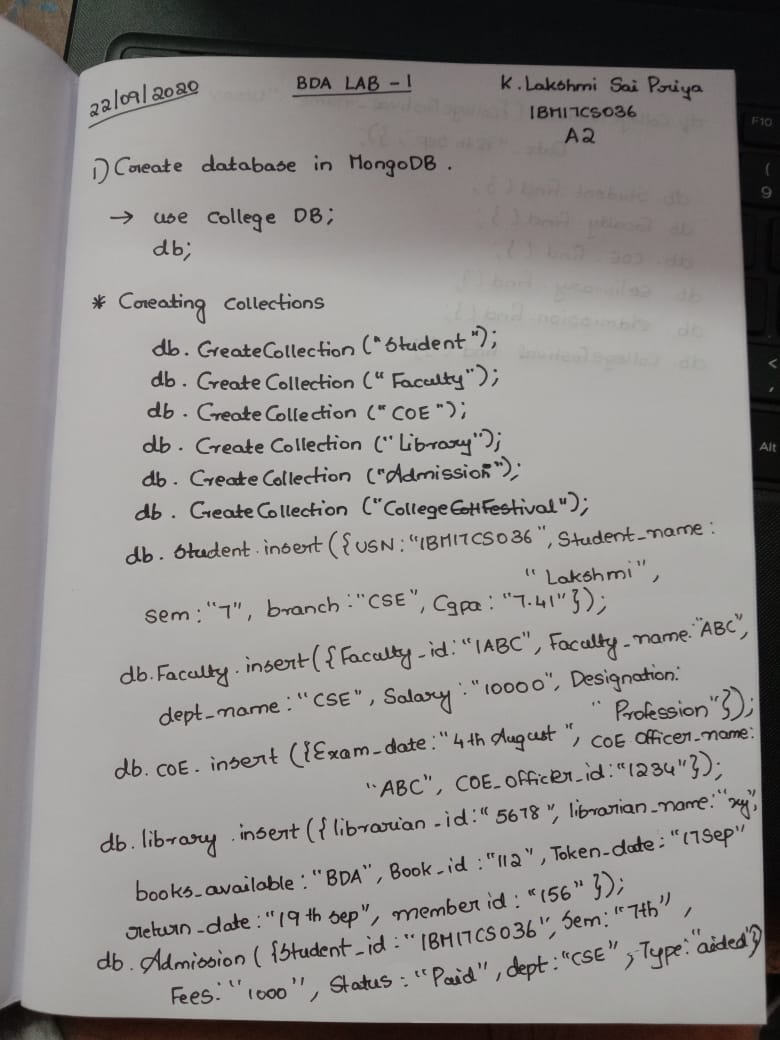 22/09/2020
BDA LAB - 1
K. Lakshmi Sai Poriya
1BM17CS036
A2
1) Create database in MongoDB.
→ use College DB;
db;
* Creating Collections
db. CreateCollection ("Student");
db. Create Collection ("Faculty");
db. Create Collection ("COE");
db. Create Collection ("Library");
db. Create Collection ("Admission");
db. Create Collection ("College Festival");
db. Student. insert ({USN: "1BM17CS036", Student_name:
"Lakshmi",
sem: "7", branch: "CSE", Cgpa: "7.41"});
db. Faculty. insert ({Faculty_id: "1ABC", Faculty_name: "ABC",
dept_name: "CSE", Salary: "10000", Designation:
"Profession"});
db. COE. insert ({Exam_date: "4th August", COE Officer_name:
"ABC", COE_Officer_id: "1234"});
db. library. insert ({librarian_id: "5678", librarian_name: "xy",
books_available: "BDA", Book_id: "112", Token_date: "17Sep"
return_date: "19th sep", member id: "156"});
db. Admission ({Student_id: "1BM17CS036", Sem: "7th",
Fees: "1000", Status: "Paid", dept: "CSE", Type: "aided"})
F10
(
9
<
,
Alt